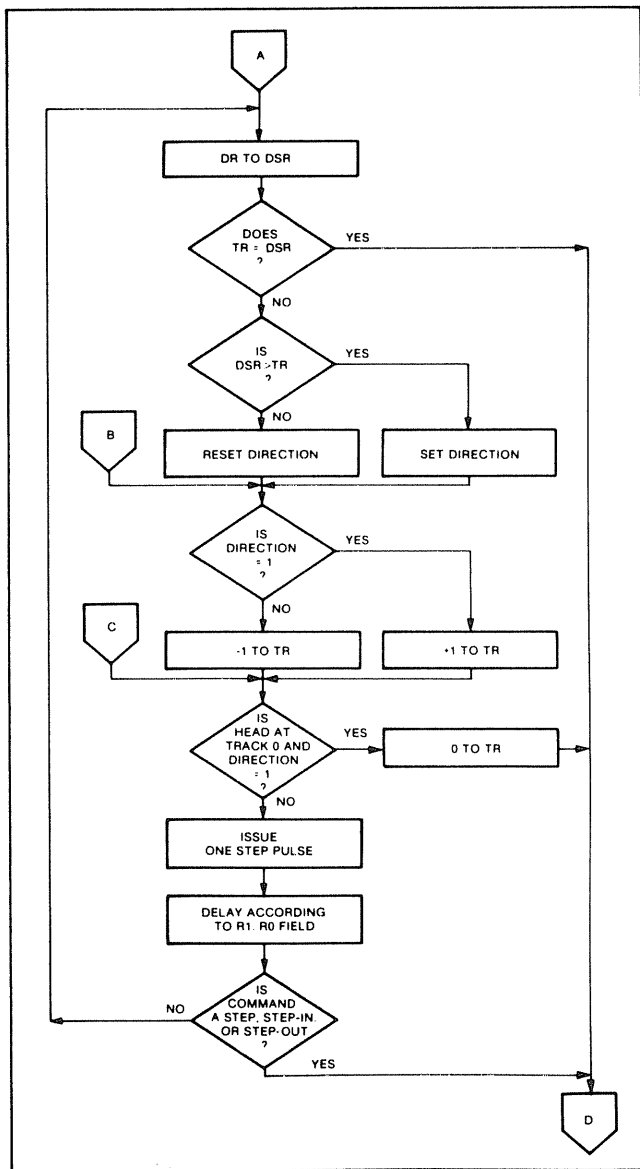 A
DR TO DSR
DOES
TR = DSR
?
YES
NO
IS
DSR >TR
?
YES
NO
B
RESET DIRECTION
SET DIRECTION
IS
DIRECTION
= 1
?
YES
NO
C
-1 TO TR
+1 TO TR
IS
HEAD AT
TRACK 0 AND
DIRECTION
= 1
?
YES
0 TO TR
NO
ISSUE
ONE STEP PULSE
DELAY ACCORDING
TO R1. R0 FIELD
IS
COMMAND
A STEP, STEP-IN.
OR STEP-OUT
?
NO
YES
D